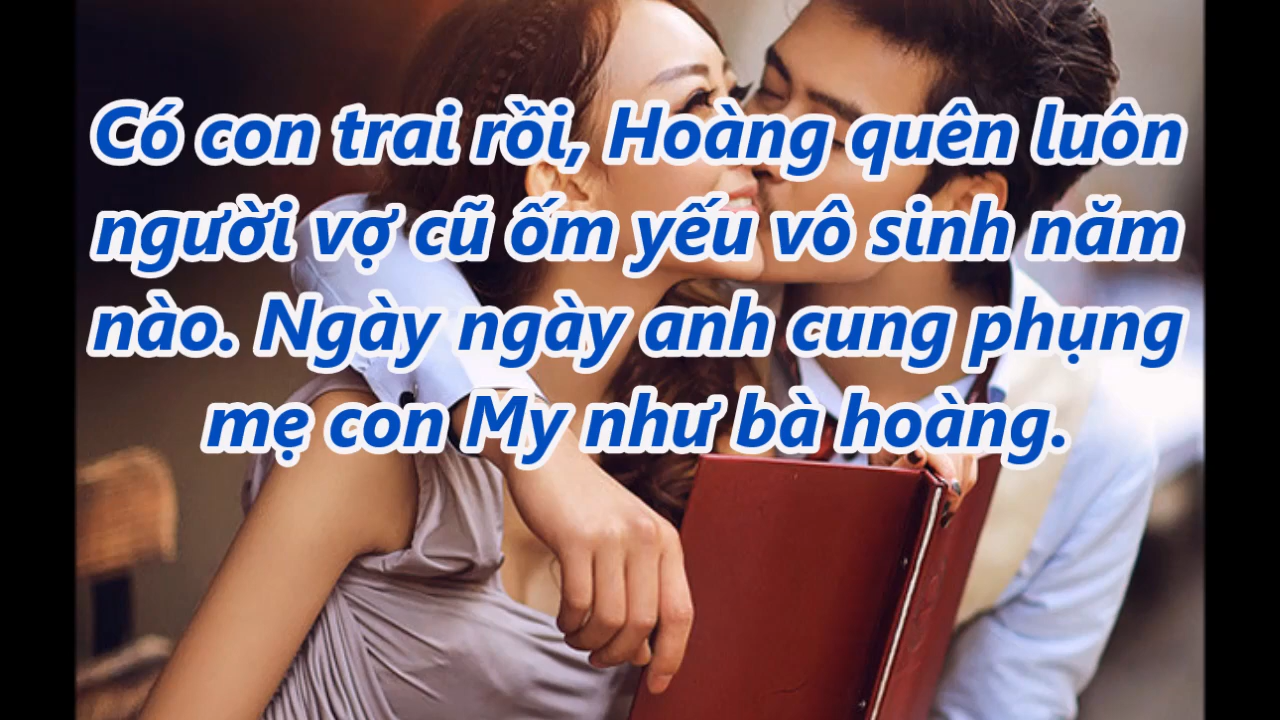 Có con trai rồi, Hoàng quên luôn
người vợ cũ ốm yếu vô sinh năm
nào. Ngày ngày anh cung phụng
mẹ con My như bà hoàng.